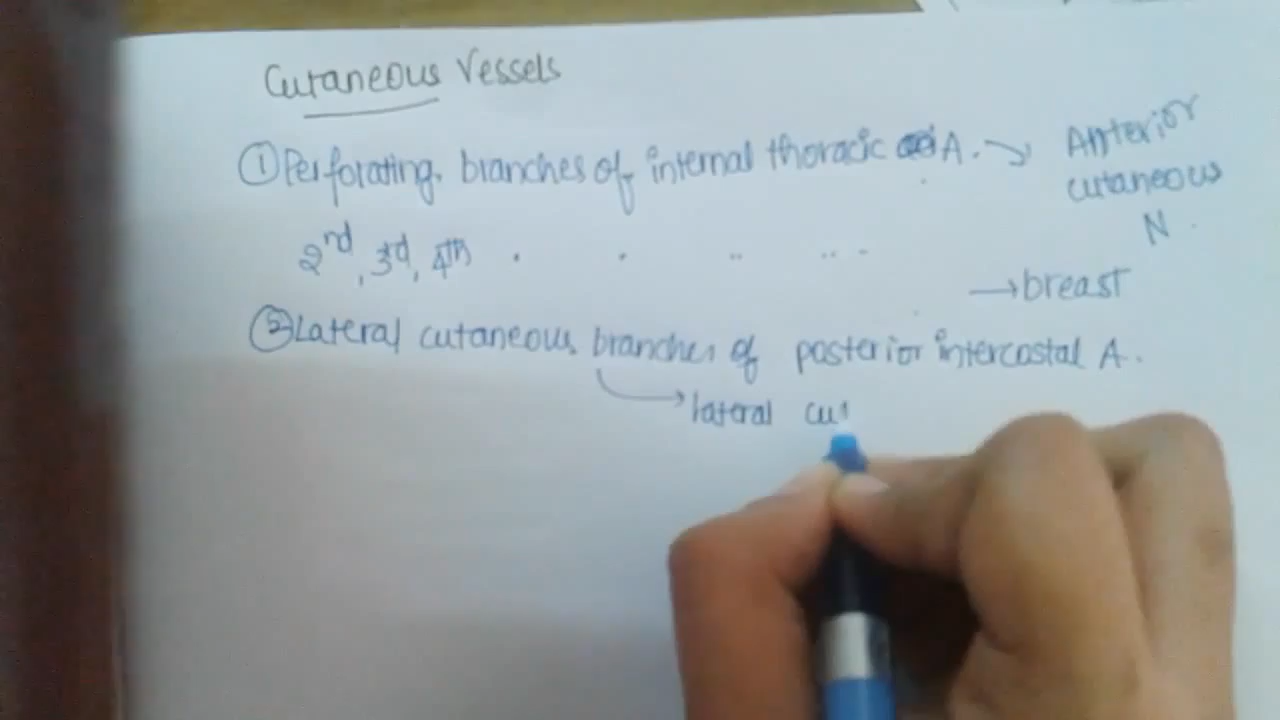 Cutaneous Vessels
① Perforating branches of internal thoracic A. → Anterior
cutaneous
N.
2nd, 3rd, 4th . . .. .. .
→ breast
② Lateral cutaneous branches of posterior intercostal A.
→ lateral cut